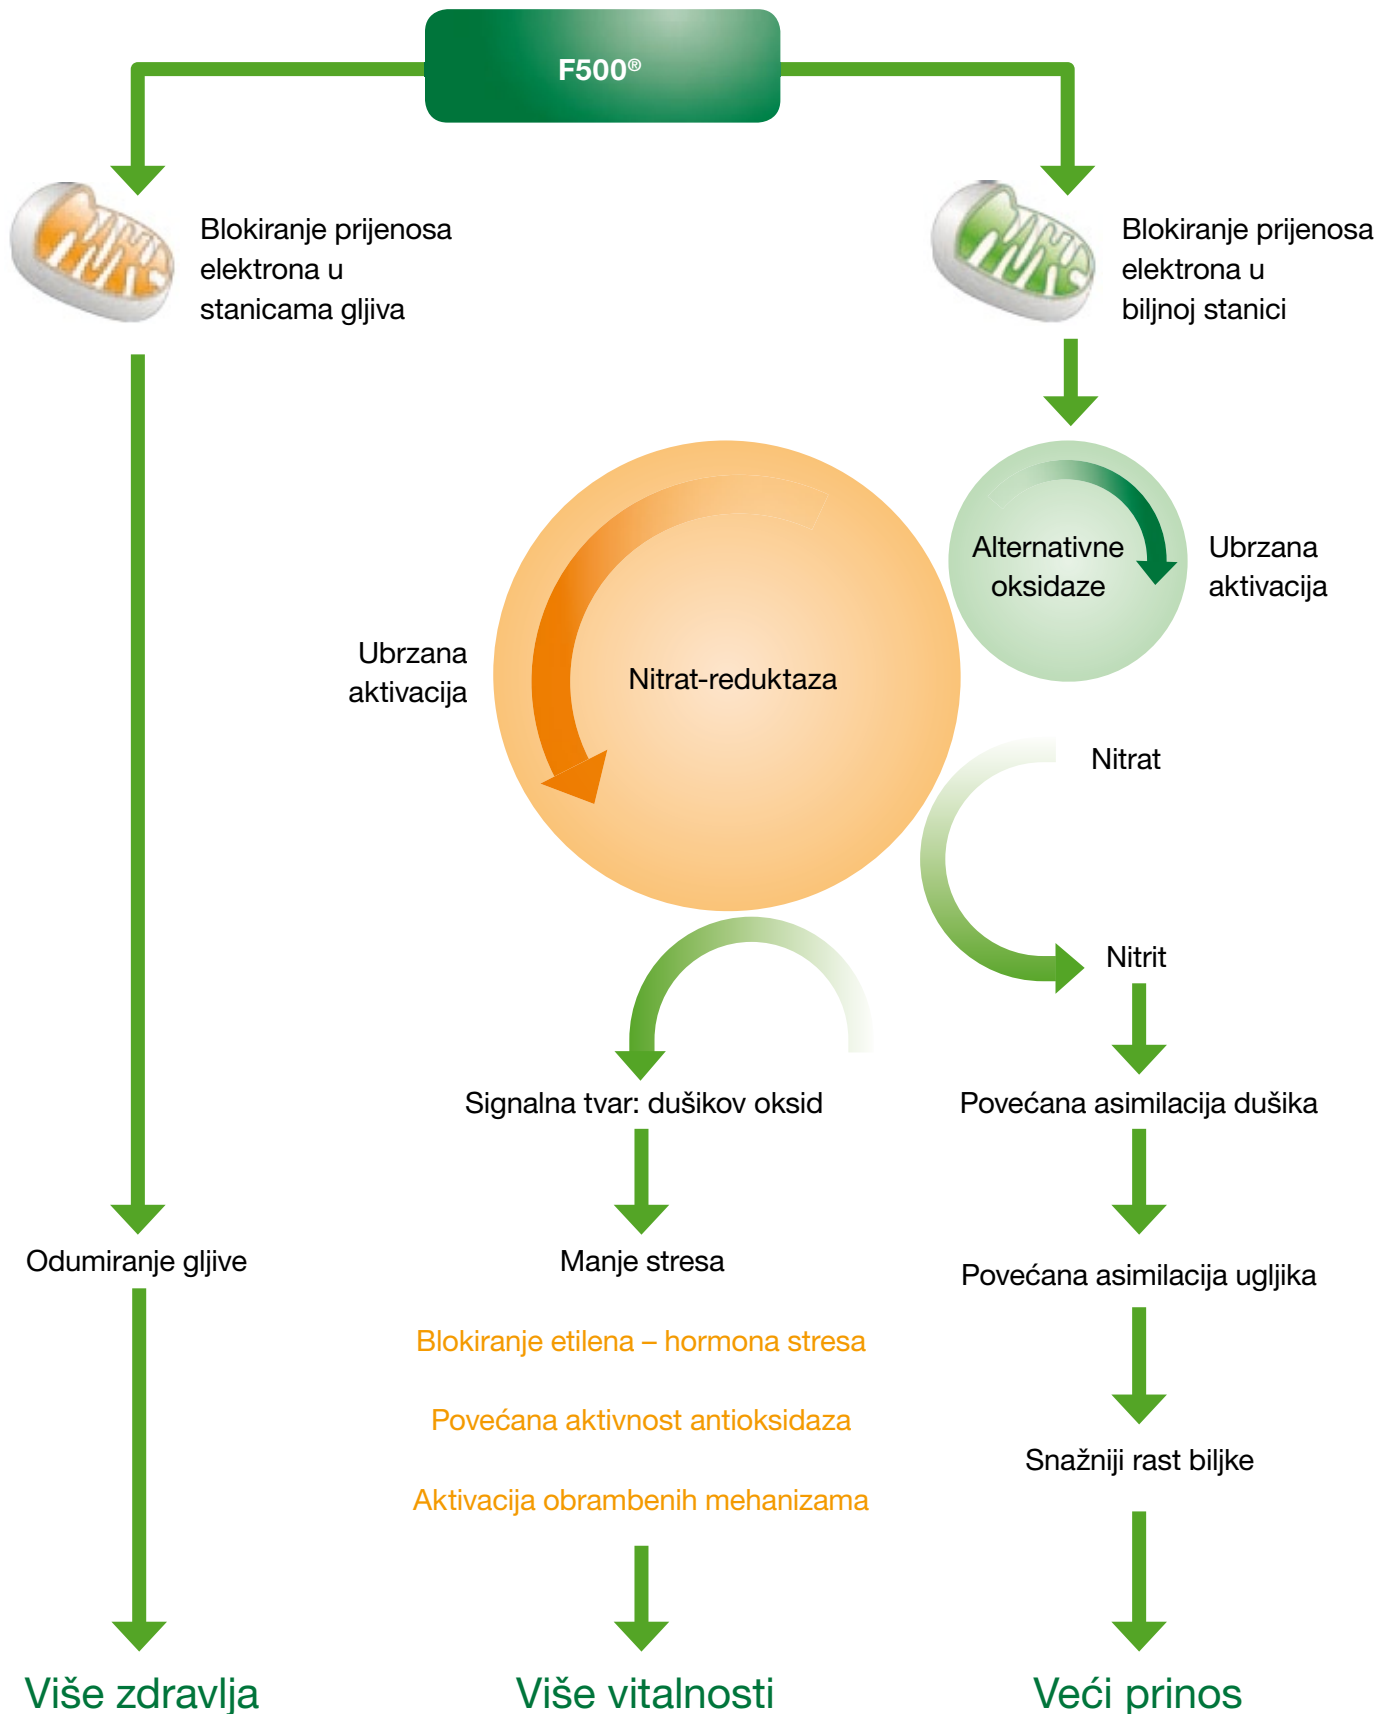 F500®
Blokiranje prijenosa
elektrona u
stanicama gljiva
Blokiranje prijenosa
elektrona u
biljnoj stanici
Alternativne
oksidaze
Ubrzana
aktivacija
Ubrzana
aktivacija
Nitrat-reduktaza
Nitrat
Nitrit
Signalna tvar: dušikov oksid
Povećana asimilacija dušika
Odumiranje gljive
Manje stresa
Povećana asimilacija ugljika
Blokiranje etilena – hormona stresa
Povećana aktivnost antioksidaza
Snažniji rast biljke
Aktivacija obrambenih mehanizama
Više zdravlja
Više vitalnosti
Veći prinos